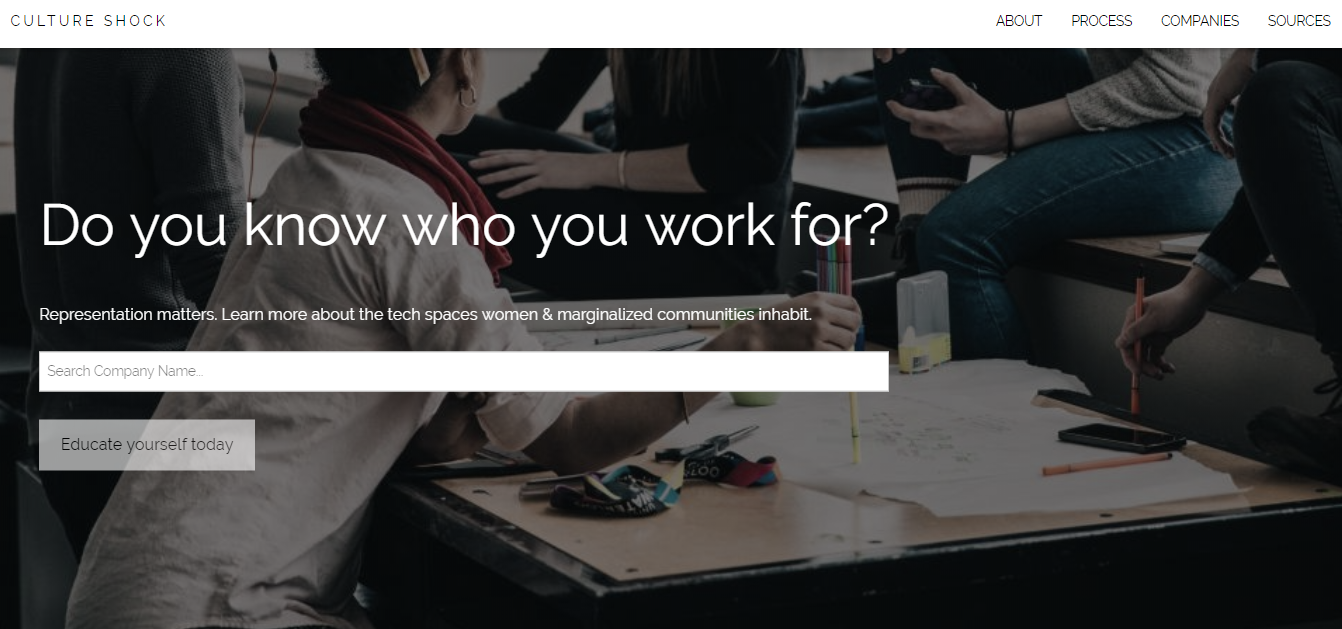 CULTURE SHOCK
ABOUT PROCESS COMPANIES SOURCES
Do you know who you work for?
Representation matters. Learn more about the tech spaces women & marginalized communities inhabit.
Search Company Name...
Educate yourself today